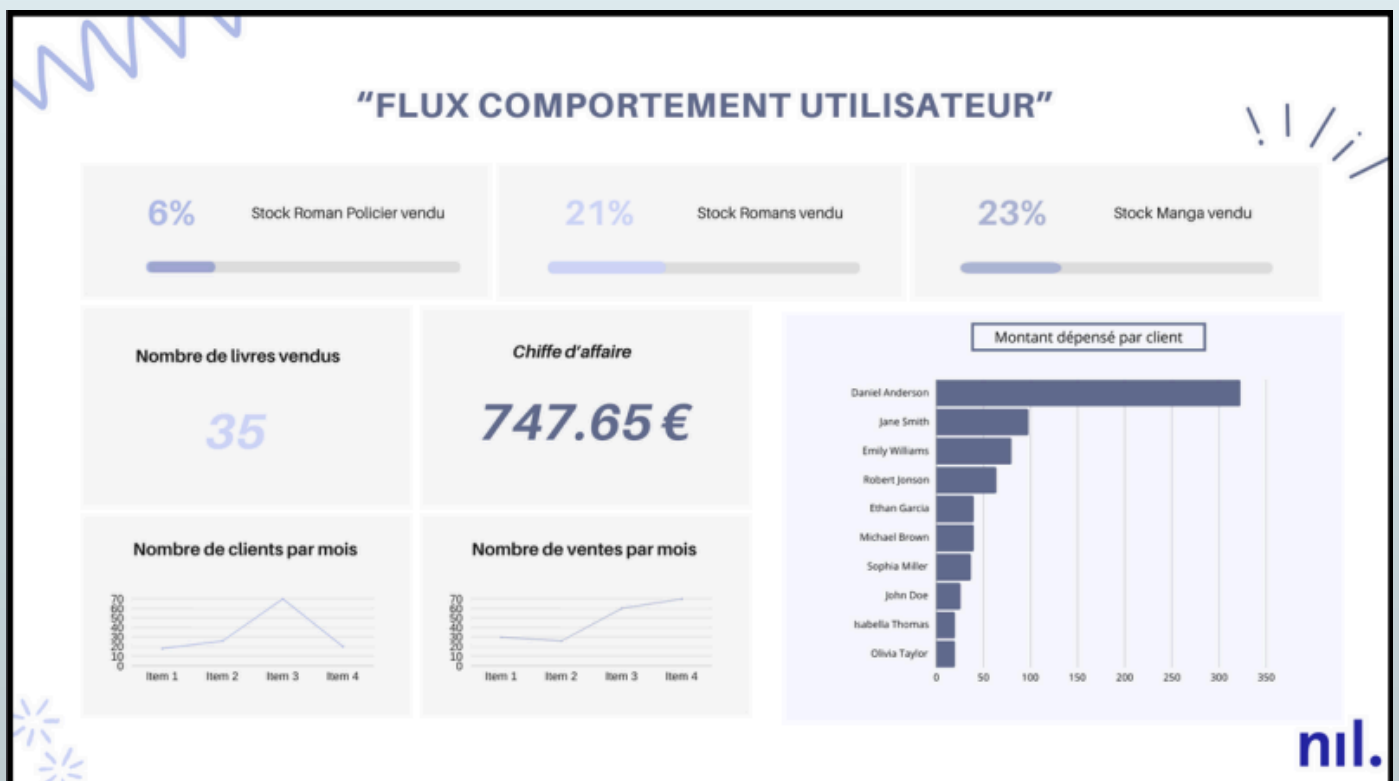 “FLUX COMPORTEMENT UTILISATEUR”
6%
Stock Roman Policier vendu
21%
Stock Romans vendu
23%
Stock Manga vendu
Nombre de livres vendus
35
Chiffe d'affaire
747.65 €
Nombre de clients par mois
70
60
50
40
30
20
10
0
Item 1 Item 2 Item 3 Item 4
Nombre de ventes par mois
70
60
50
40
30
20
10
0
Item 1 Item 2 Item 3 Item 4
Montant dépensé par client
Daniel Anderson
Jane Smith
Emily Williams
Robert Jonson
Ethan Garcia
Michael Brown
Sophia Miller
John Doe
Isabella Thomas
Olivia Taylor
0 50 100 150 200 250 300 350
nıl.